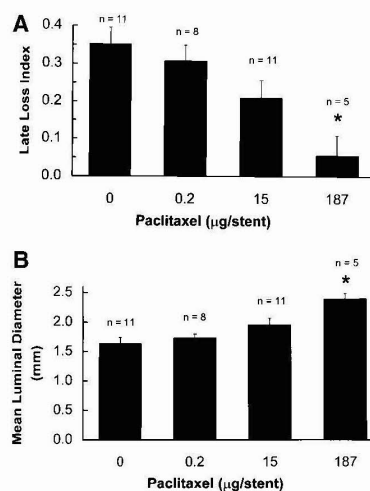 A
n = 11
n = 8
n = 11
n = 5
*
0.4
0.3
0.2
0.1
0.0
Late Loss Index
0 0.2 15 187
Paclitaxel (µg/stent)
B
n = 5
*
n = 11
n = 8
n = 11
2.5
2.0
1.5
1.0
0.5
0.0
Mean Luminal Diameter
(mm)
0 0.2 15 187
Paclitaxel (µg/stent)